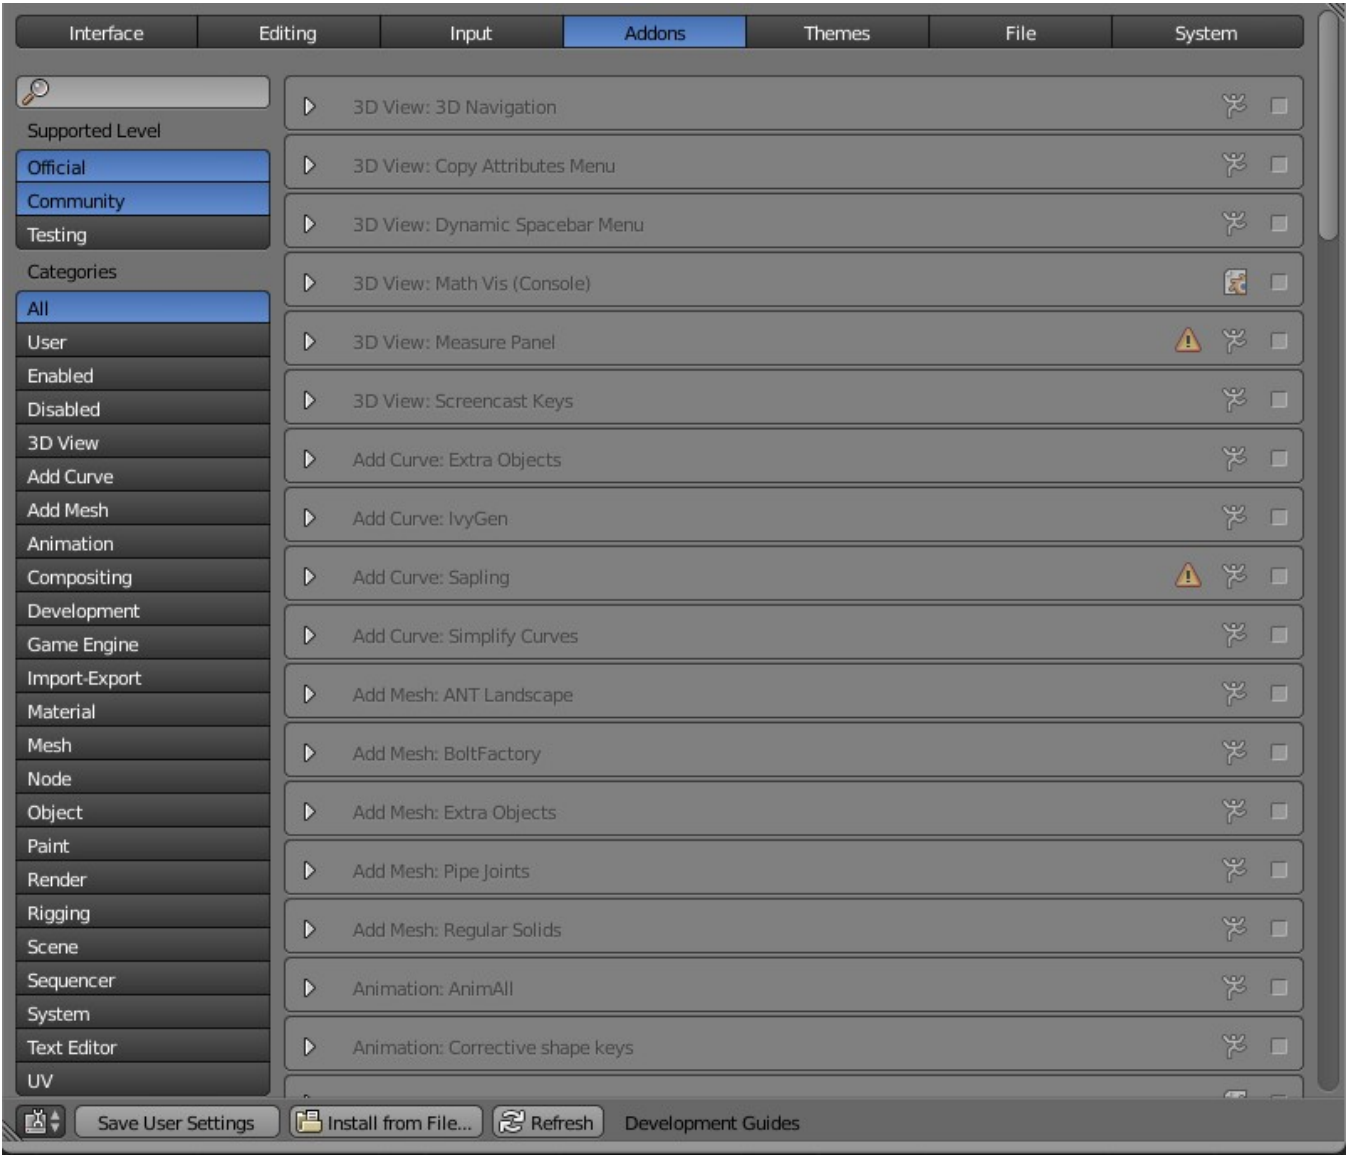 Interface Editing Input Addons Themes File System
Supported Level
Official
Community
Testing
Categories
All
User
Enabled
Disabled
3D View
Add Curve
Add Mesh
Animation
Compositing
Development
Game Engine
Import-Export
Material
Mesh
Node
Object
Paint
Render
Rigging
Scene
Sequencer
System
Text Editor
UV
3D View: 3D Navigation
3D View: Copy Attributes Menu
3D View: Dynamic Spacebar Menu
3D View: Math Vis (Console)
3D View: Measure Panel
3D View: Screencast Keys
Add Curve: Extra Objects
Add Curve: IvyGen
Add Curve: Sapling
Add Curve: Simplify Curves
Add Mesh: ANT Landscape
Add Mesh: BoltFactory
Add Mesh: Extra Objects
Add Mesh: Pipe Joints
Add Mesh: Regular Solids
Animation: AnimAll
Animation: Corrective shape keys
Save User Settings Install from File... Refresh Development Guides